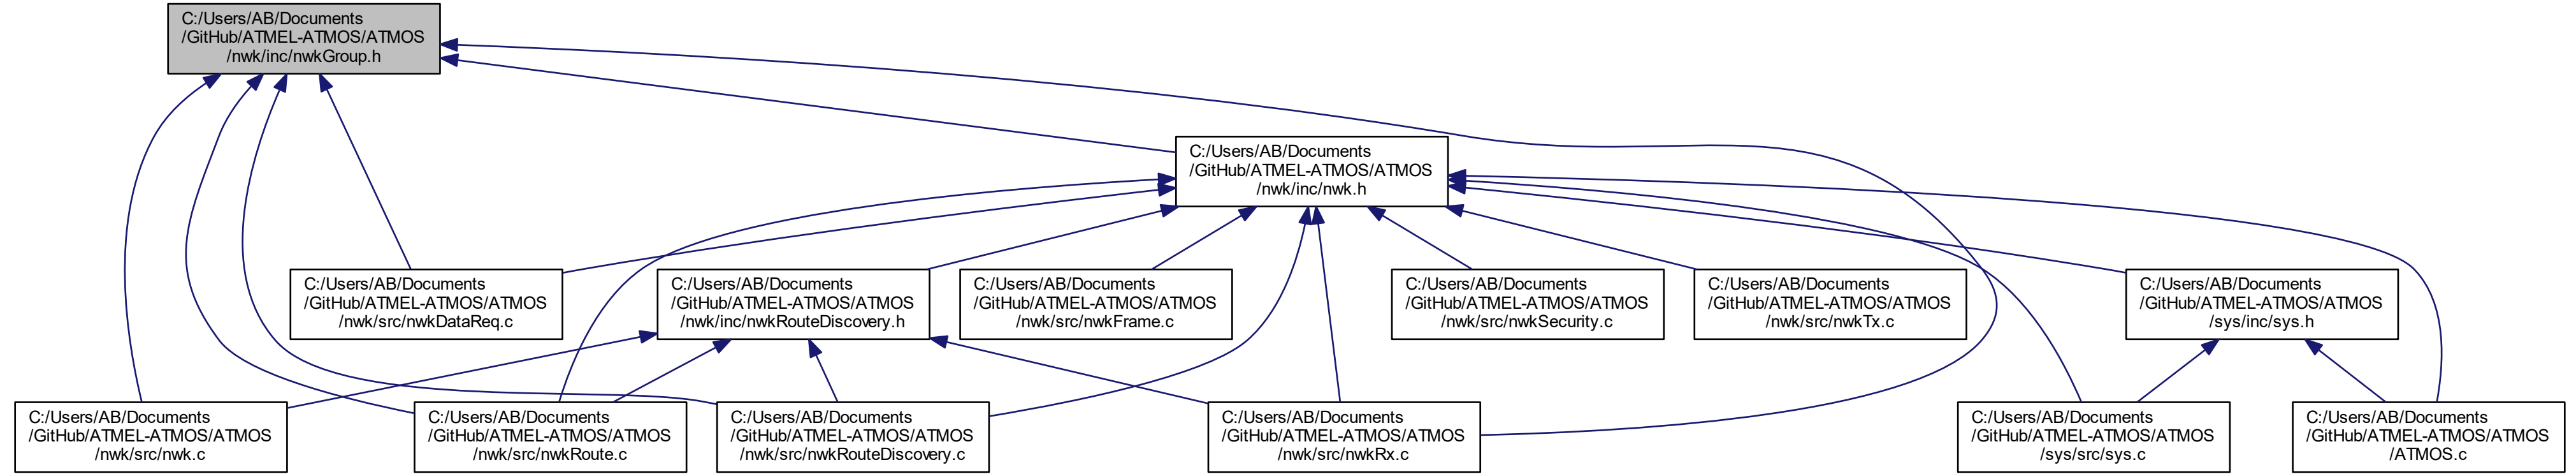 C:/Users/AB/Documents
/GitHub/ATMEL-ATMOS/ATMOS
/nwk/inc/nwkGroup.h
C:/Users/AB/Documents
/GitHub/ATMEL-ATMOS/ATMOS
/nwk/inc/nwk.h
C:/Users/AB/Documents
/GitHub/ATMEL-ATMOS/ATMOS
/nwk/src/nwkDataReq.c
C:/Users/AB/Documents
/GitHub/ATMEL-ATMOS/ATMOS
/nwk/inc/nwkRouteDiscovery.h
C:/Users/AB/Documents
/GitHub/ATMEL-ATMOS/ATMOS
/nwk/src/nwkFrame.c
C:/Users/AB/Documents
/GitHub/ATMEL-ATMOS/ATMOS
/nwk/src/nwkSecurity.c
C:/Users/AB/Documents
/GitHub/ATMEL-ATMOS/ATMOS
/nwk/src/nwkTx.c
C:/Users/AB/Documents
/GitHub/ATMEL-ATMOS/ATMOS
/sys/inc/sys.h
C:/Users/AB/Documents
/GitHub/ATMEL-ATMOS/ATMOS
/nwk/src/nwk.c
C:/Users/AB/Documents
/GitHub/ATMEL-ATMOS/ATMOS
/nwk/src/nwkRoute.c
C:/Users/AB/Documents
/GitHub/ATMEL-ATMOS/ATMOS
/nwk/src/nwkRouteDiscovery.c
C:/Users/AB/Documents
/GitHub/ATMEL-ATMOS/ATMOS
/nwk/src/nwkRx.c
C:/Users/AB/Documents
/GitHub/ATMEL-ATMOS/ATMOS
/sys/src/sys.c
C:/Users/AB/Documents
/GitHub/ATMEL-ATMOS/ATMOS
/ATMOS.c